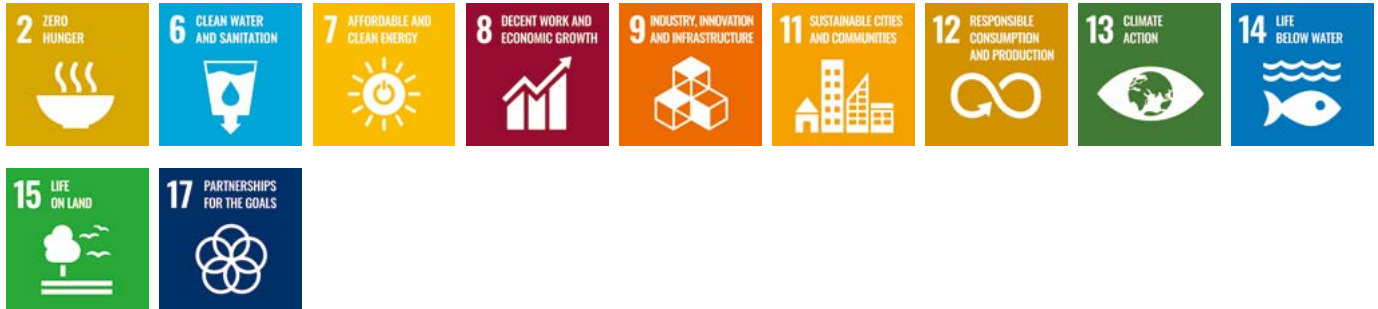 2 ZERO
HUNGER
6 CLEAN WATER
AND SANITATION
7 AFFORDABLE AND
CLEAN ENERGY
8 DECENT WORK AND
ECONOMIC GROWTH
9 INDUSTRY, INNOVATION
AND INFRASTRUCTURE
11 SUSTAINABLE CITIES
AND COMMUNITIES
12 RESPONSIBLE
CONSUMPTION
AND PRODUCTION
13 CLIMATE
ACTION
14 LIFE
BELOW WATER
15 LIFE
ON LAND
17 PARTNERSHIPS
FOR THE GOALS